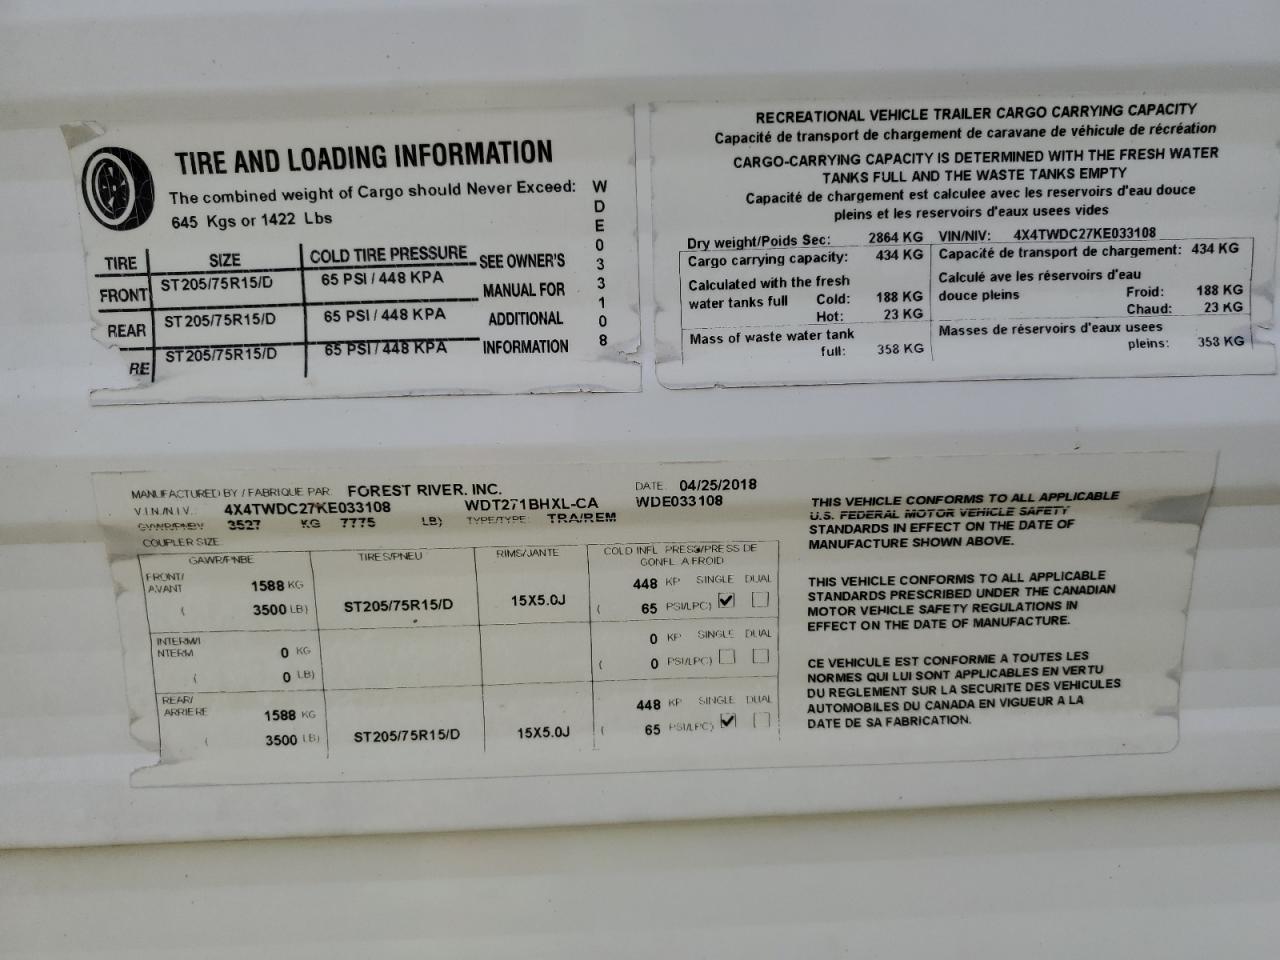 TIRE AND LOADING INFORMATION
The combined weight of Cargo should Never Exceed:
645 Kgs or 1422 Lbs
TIRE SIZE COLD TIRE PRESSURE SEE OWNER'S
FRONT ST205/75R15/D 65 PSI / 448 KPA MANUAL FOR
REAR ST205/75R15/D 65 PSI / 448 KPA ADDITIONAL
RE ST205/75R15/D 65 PSI / 448 KPA INFORMATION
WDE033108
RECREATIONAL VEHICLE TRAILER CARGO CARRYING CAPACITY
Capacité de transport de chargement de caravane de véhicule de récréation
CARGO-CARRYING CAPACITY IS DETERMINED WITH THE FRESH WATER
TANKS FULL AND THE WASTE TANKS EMPTY
Capacité de chargement est calculee avec les reservoirs d'eau douce
pleins et les reservoirs d'eaux usees vides
Dry weight/Poids Sec: 2864 KG VIN/NIV: 4X4TWDC27KE033108
Cargo carrying capacity: 434 KG
Calculated with the fresh
water tanks full Cold: 188 KG
Hot: 23 KG
Mass of waste water tank
full: 358 KG
Capacité de transport de chargement: 434 KG
Calculé ave les réservoirs d'eau
douce pleins Froid: 188 KG
Chaud: 23 KG
Masses de réservoirs d'eaux usees
pleins: 358 KG
MANUFACTURED BY / FABRIQUE PAR: FOREST RIVER, INC. DATE: 04/25/2018
V.I.N./N.I.V.: 4X4TWDC27KE033108 WDT271BHXL-CA WDE033108
GVWR/PNBV 3527 KG 7775 LB) TYPE/TYPE: TRA/REM
COUPLER SIZE
GAWR/PNBE TIRES/PNEU RIMS/JANTE COLD INFL PRESS/PRESS DE
GONFL A FROID
FRONT/
AVANT 1588 KG 448 KP SINGLE DUAL
( 3500 LB) ST205/75R15/D 15X5.0J ( 65 PSI/LPC)
INTERM/I
NTERM 0 KG 0 KP SINGLE DUAL
( 0 LB) ( 0 PSI/LPC)
REAR/
ARRIERE 1588 KG 448 KP SINGLE DUAL
( 3500 LB) ST205/75R15/D 15X5.0J ( 65 PSI/LPC)
THIS VEHICLE CONFORMS TO ALL APPLICABLE
U.S. FEDERAL MOTOR VEHICLE SAFETY
STANDARDS IN EFFECT ON THE DATE OF
MANUFACTURE SHOWN ABOVE.
THIS VEHICLE CONFORMS TO ALL APPLICABLE
STANDARDS PRESCRIBED UNDER THE CANADIAN
MOTOR VEHICLE SAFETY REGULATIONS IN
EFFECT ON THE DATE OF MANUFACTURE.
CE VEHICULE EST CONFORME A TOUTES LES
NORMES QUI LUI SONT APPLICABLES EN VERTU
DU REGLEMENT SUR LA SECURITE DES VEHICULES
AUTOMOBILES DU CANADA EN VIGUEUR A LA
DATE DE SA FABRICATION.